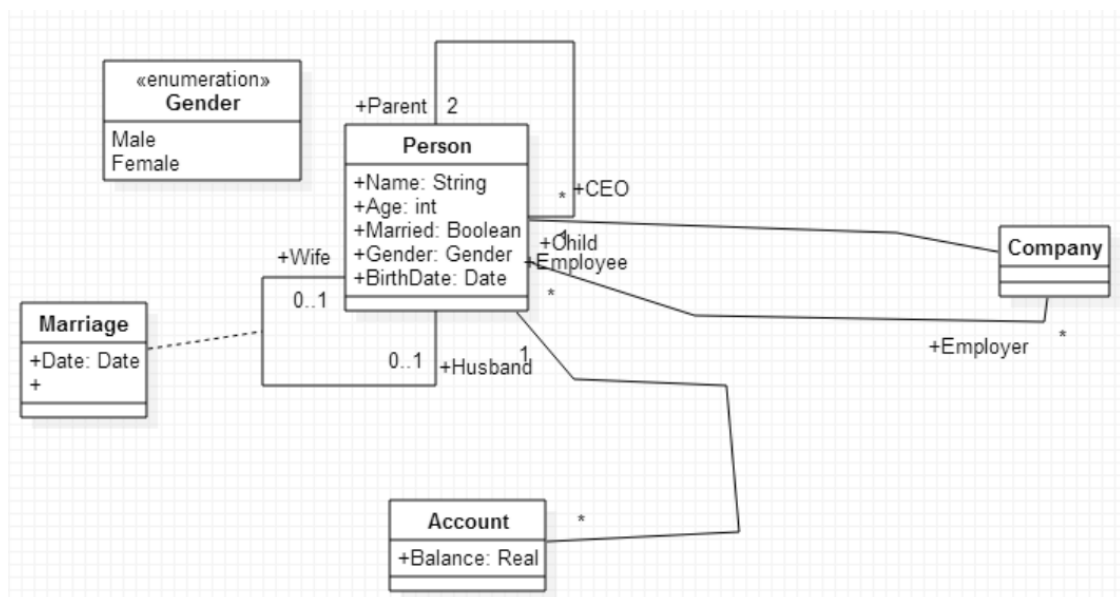 «enumeration»
Gender
Male
Female
+Parent
2
Person
+Name: String
+Age: int
+Married: Boolean
+Gender: Gender
+BirthDate: Date
*
+CEO
1
+Child
+Employee
*
Company
+Employer
*
+Wife
0..1
0..1
+Husband
1
Marriage
+Date: Date
+
Account
+Balance: Real
*